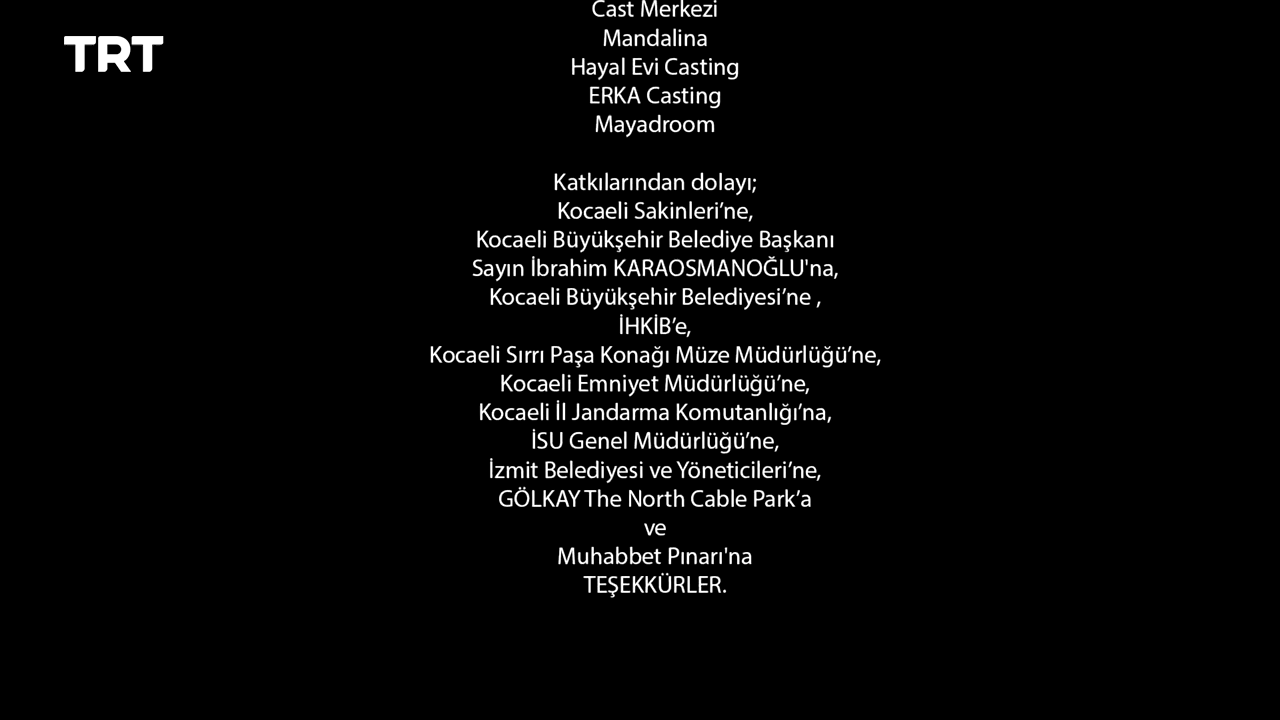 TRT
Cast Merkezi
Mandalina
Hayal Evi Casting
ERKA Casting
Mayadroom
Katkılarından dolayı;
Kocaeli Sakinleri’ne,
Kocaeli Büyükşehir Belediye Başkanı
Sayın İbrahim KARAOSMANOĞLU'na,
Kocaeli Büyükşehir Belediyesi’ne ,
İHKİB’e,
Kocaeli Sırrı Paşa Konağı Müze Müdürlüğü’ne,
Kocaeli Emniyet Müdürlüğü’ne,
Kocaeli İl Jandarma Komutanlığı’na,
İSU Genel Müdürlüğü’ne,
İzmit Belediyesi ve Yöneticileri’ne,
GÖLKAY The North Cable Park’a
ve
Muhabbet Pınarı'na
TEŞEKKÜRLER.